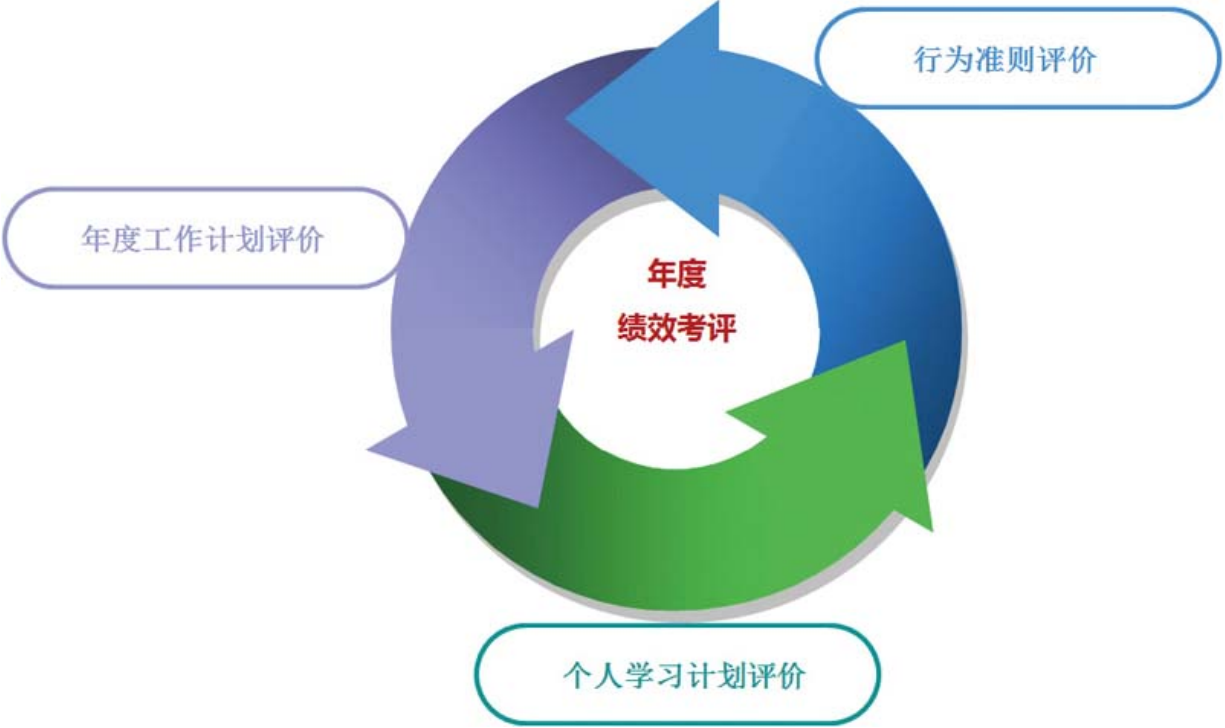 行为准则评价
年度工作计划评价
年度
绩效考评
个人学习计划评价